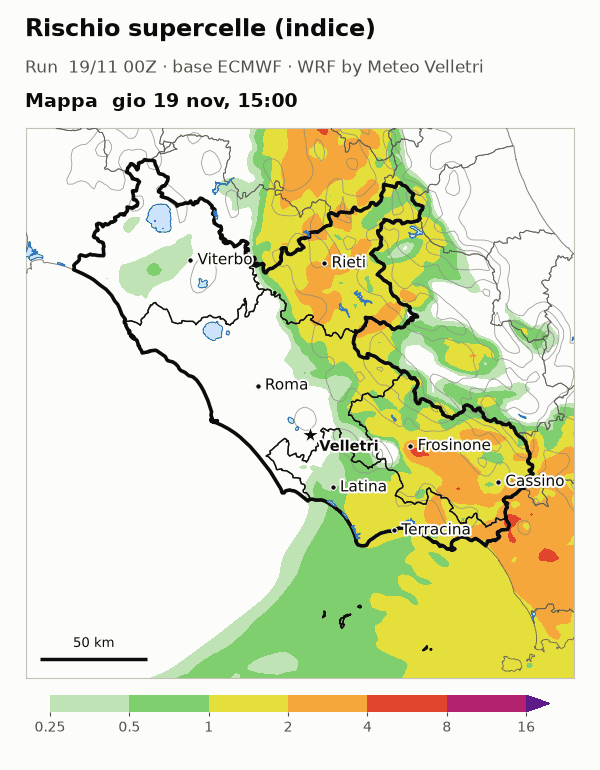 Rischio supercelle (indice)
Run 19/11 00Z · base ECMWF · WRF by Meteo Velletri
Mappa gio 19 nov, 15:00
Viterbo
Rieti
Roma
Velletri
Frosinone
Cassino
Latina
Terracina
50 km
0.25 0.5 1 2 4 8 16